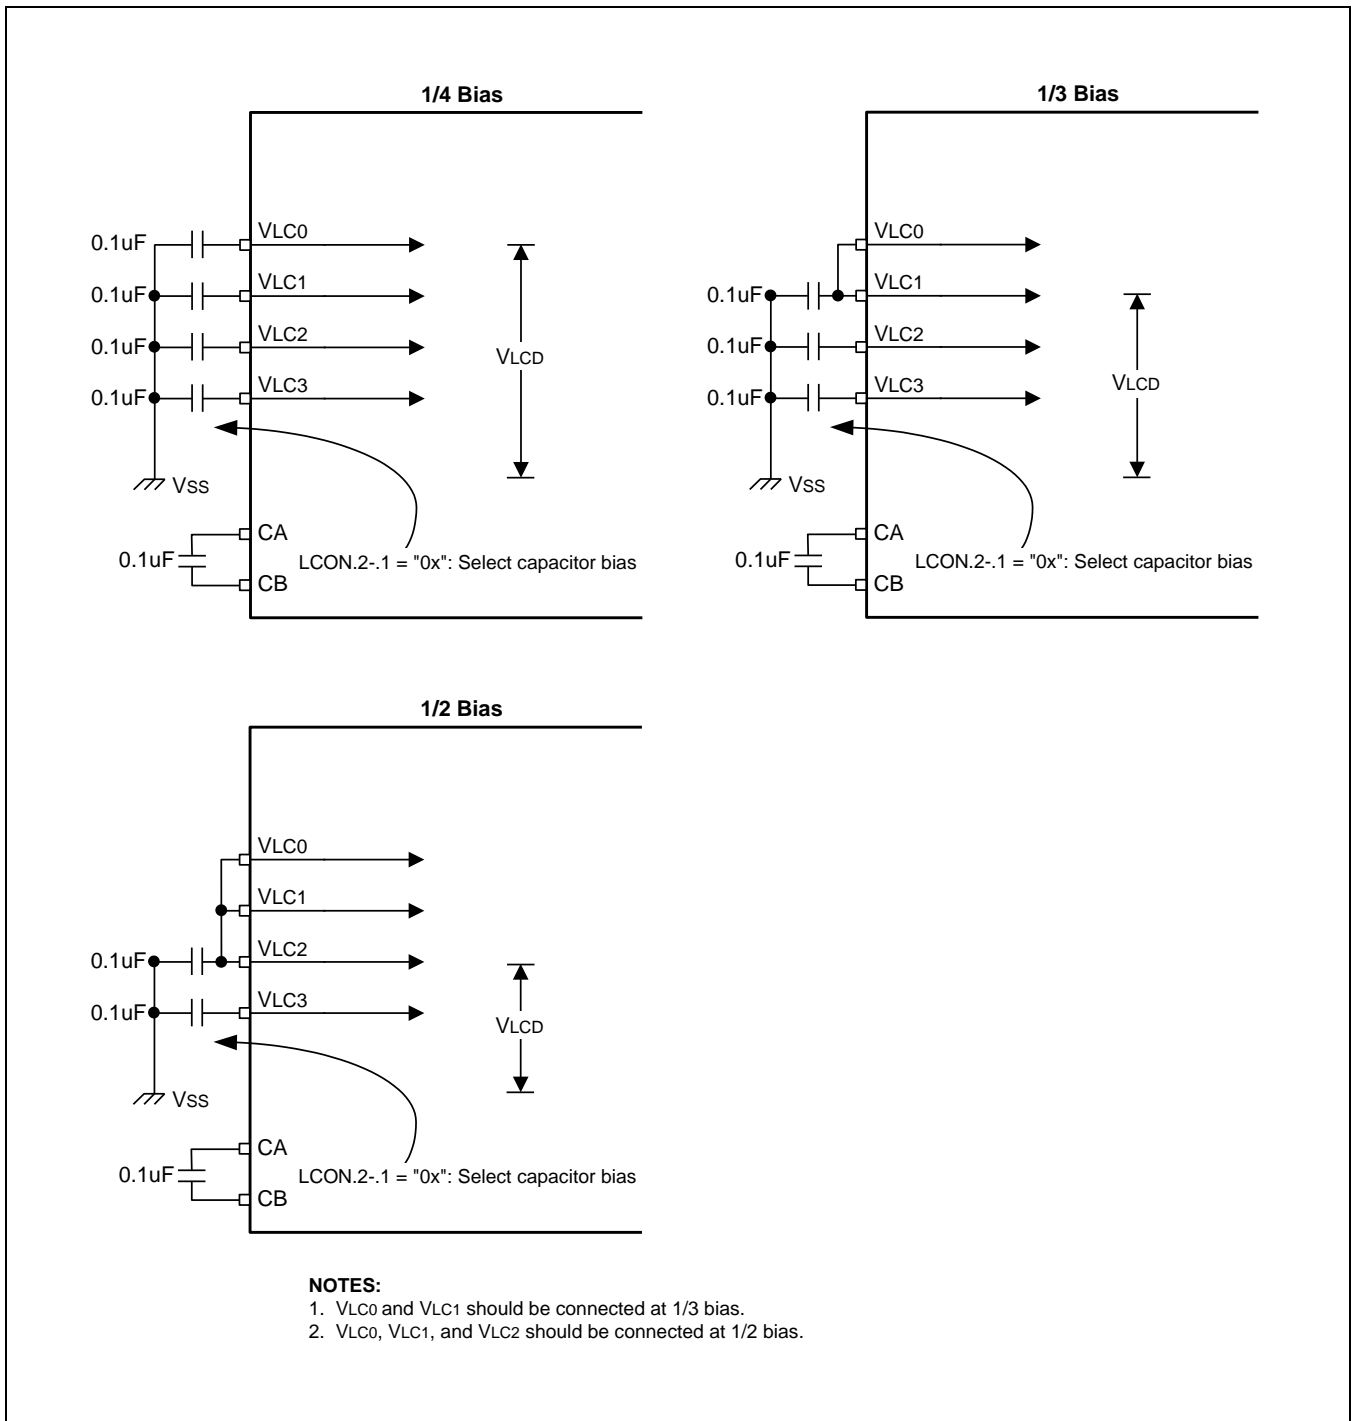 1/4 Bias
0.1uF
VLC0
0.1uF
VLC1
0.1uF
VLC2
0.1uF
VLC3
VLCD
VSS
CA
0.1uF
LCON.2-.1 = "0x": Select capacitor bias
CB
1/3 Bias
VLC0
0.1uF
VLC1
0.1uF
VLC2
0.1uF
VLC3
VLCD
VSS
CA
0.1uF
LCON.2-.1 = "0x": Select capacitor bias
CB
1/2 Bias
VLC0
VLC1
0.1uF
VLC2
0.1uF
VLC3
VLCD
VSS
CA
0.1uF
LCON.2-.1 = "0x": Select capacitor bias
CB
NOTES:
1. VLC0 and VLC1 should be connected at 1/3 bias.
2. VLC0, VLC1, and VLC2 should be connected at 1/2 bias.